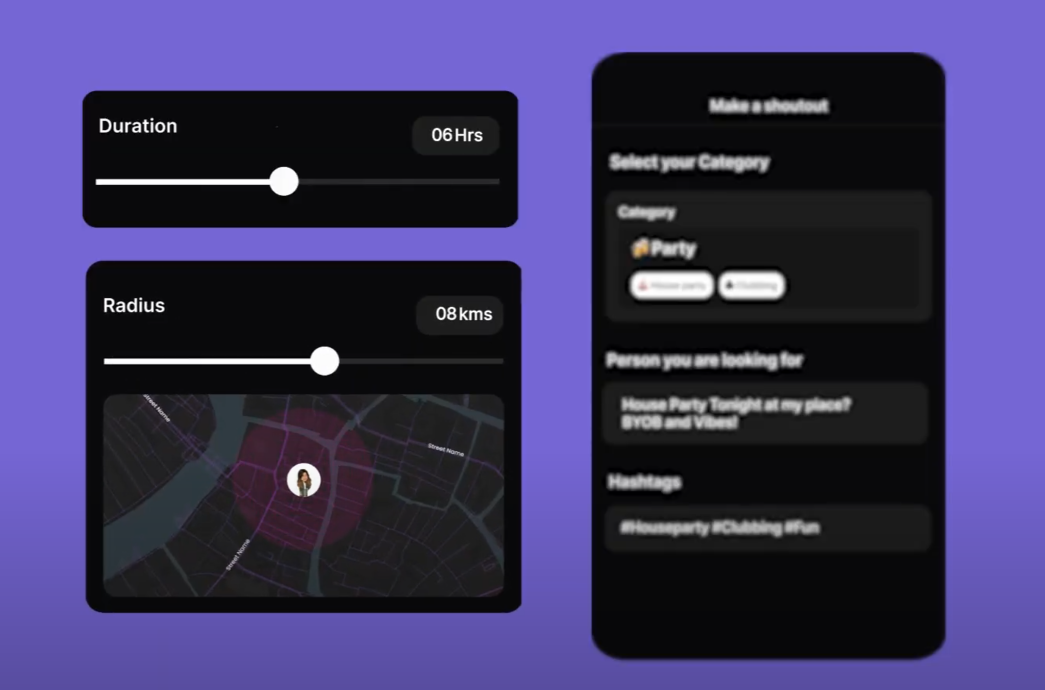 Duration
06 Hrs
Radius
08 kms
Street Name
Street Name
Street Name
Make a shoutout
Select your Category
Category
Party
House party
Clubbing
Person you are looking for
House Party Tonight at my place?
BYOB and Vibes!
Hashtags
#Houseparty #Clubbing #Fun